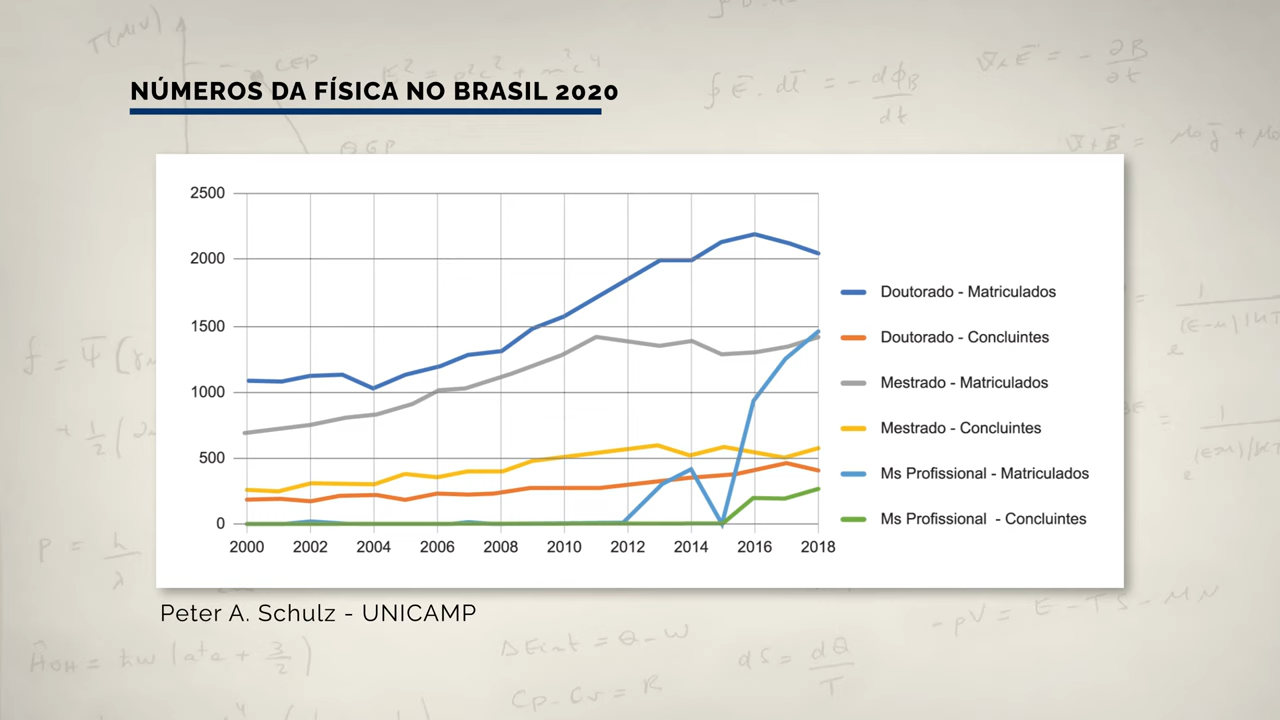 NÚMEROS DA FÍSICA NO BRASIL 2020
2500
2000
1500
1000
500
0
2000 2002 2004 2006 2008 2010 2012 2014 2016 2018
Doutorado - Matriculados
Doutorado - Concluintes
Mestrado - Matriculados
Mestrado - Concluintes
Ms Profissional - Matriculados
Ms Profissional - Concluintes
Peter A. Schulz - UNICAMP